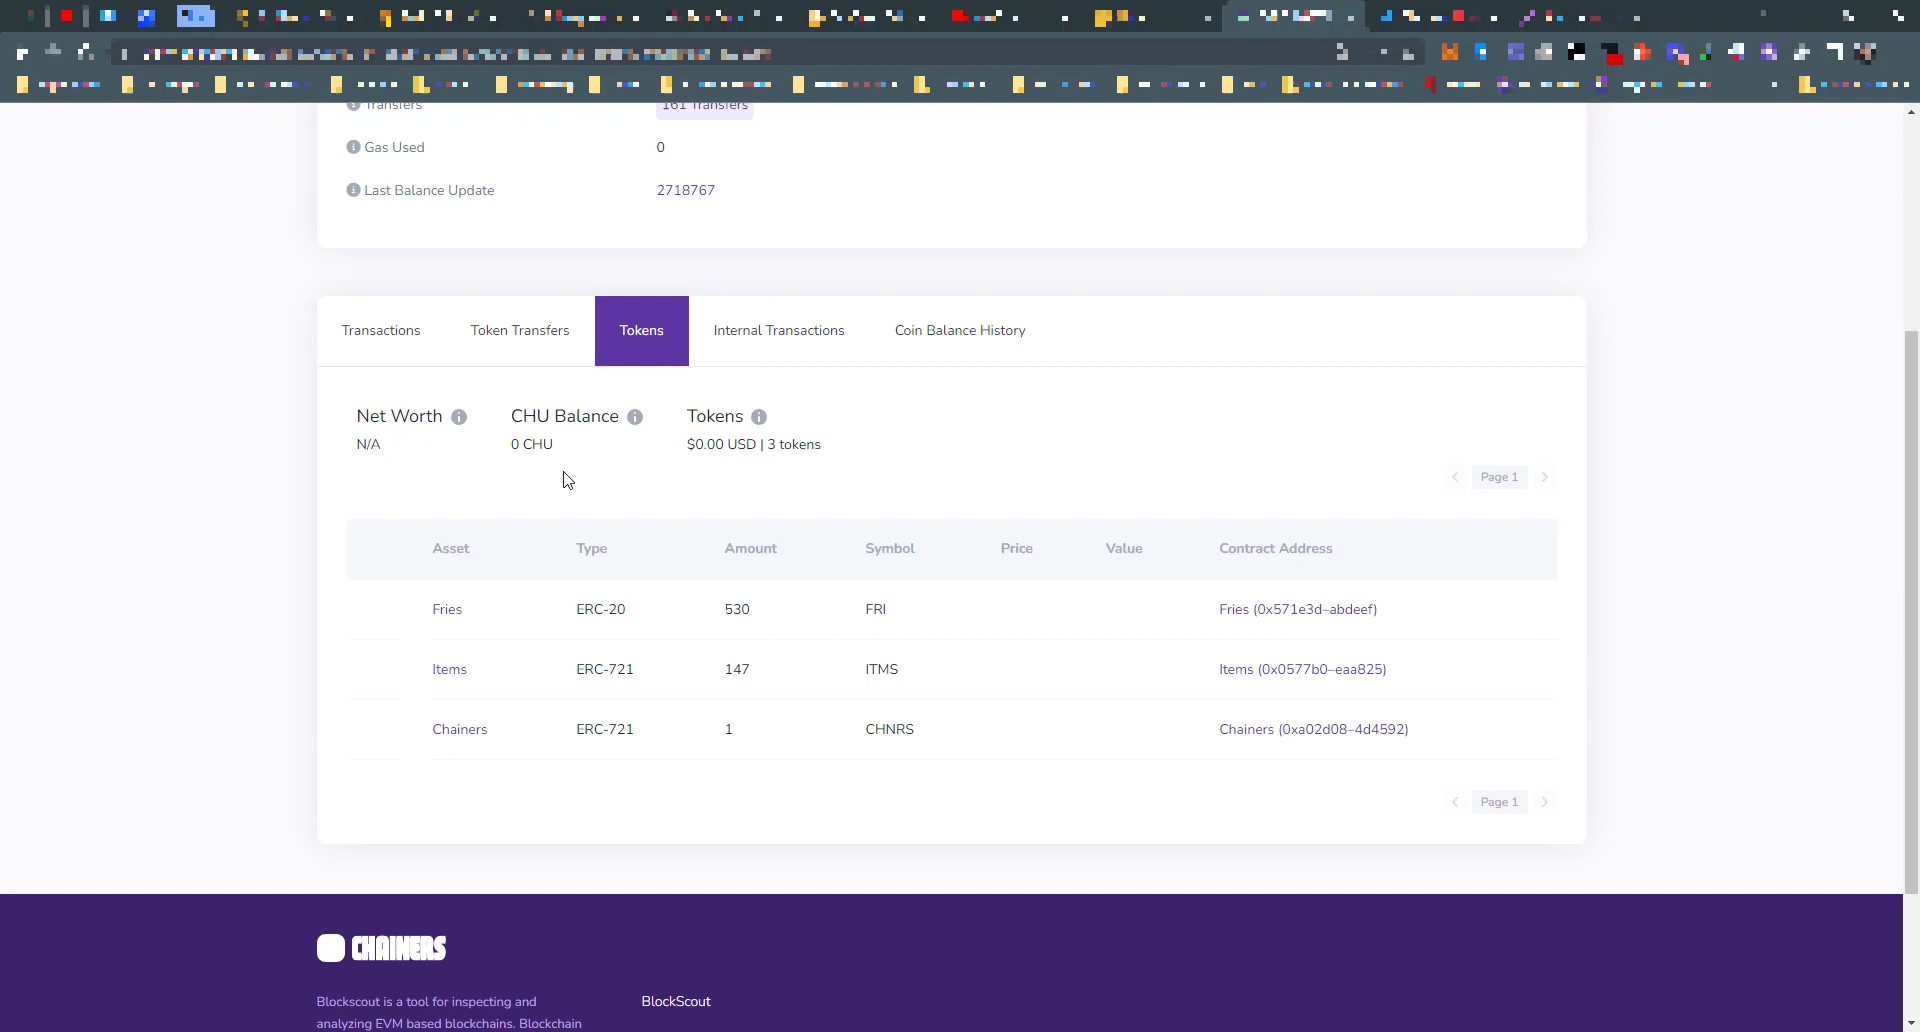 Transfers 161 Transfers
Gas Used 0
Last Balance Update 2718767
Transactions Token Transfers Tokens Internal Transactions Coin Balance History
Net Worth CHU Balance Tokens
N/A 0 CHU $0.00 USD | 3 tokens
Page 1
Asset Type Amount Symbol Price Value Contract Address
Fries ERC-20 530 FRI Fries (0x571e3d–abdeef)
Items ERC-721 147 ITMS Items (0x0577b0–eaa825)
Chainers ERC-721 1 CHNRS Chainers (0xa02d08–4d4592)
Page 1
CHAINERS
Blockscout is a tool for inspecting and BlockScout
analyzing EVM based blockchains. Blockchain